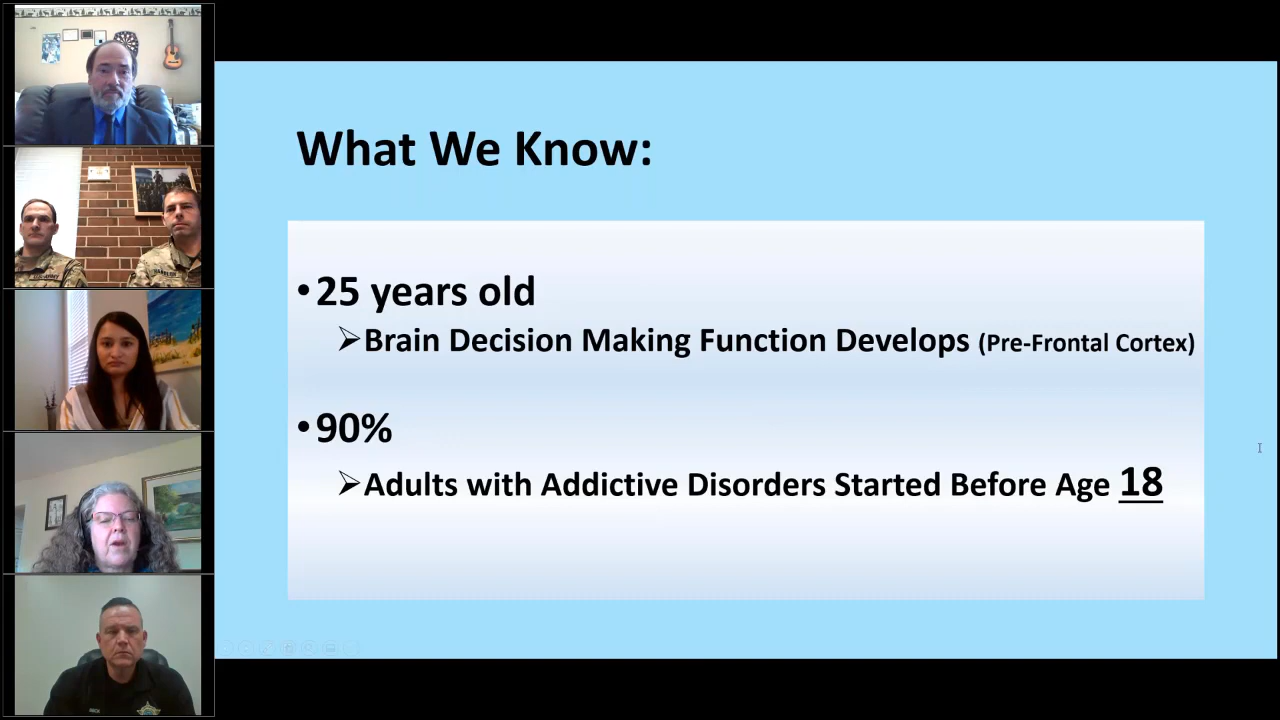 What We Know:
•25 years old
➢Brain Decision Making Function Develops (Pre-Frontal Cortex)
•90%
➢Adults with Addictive Disorders Started Before Age 18